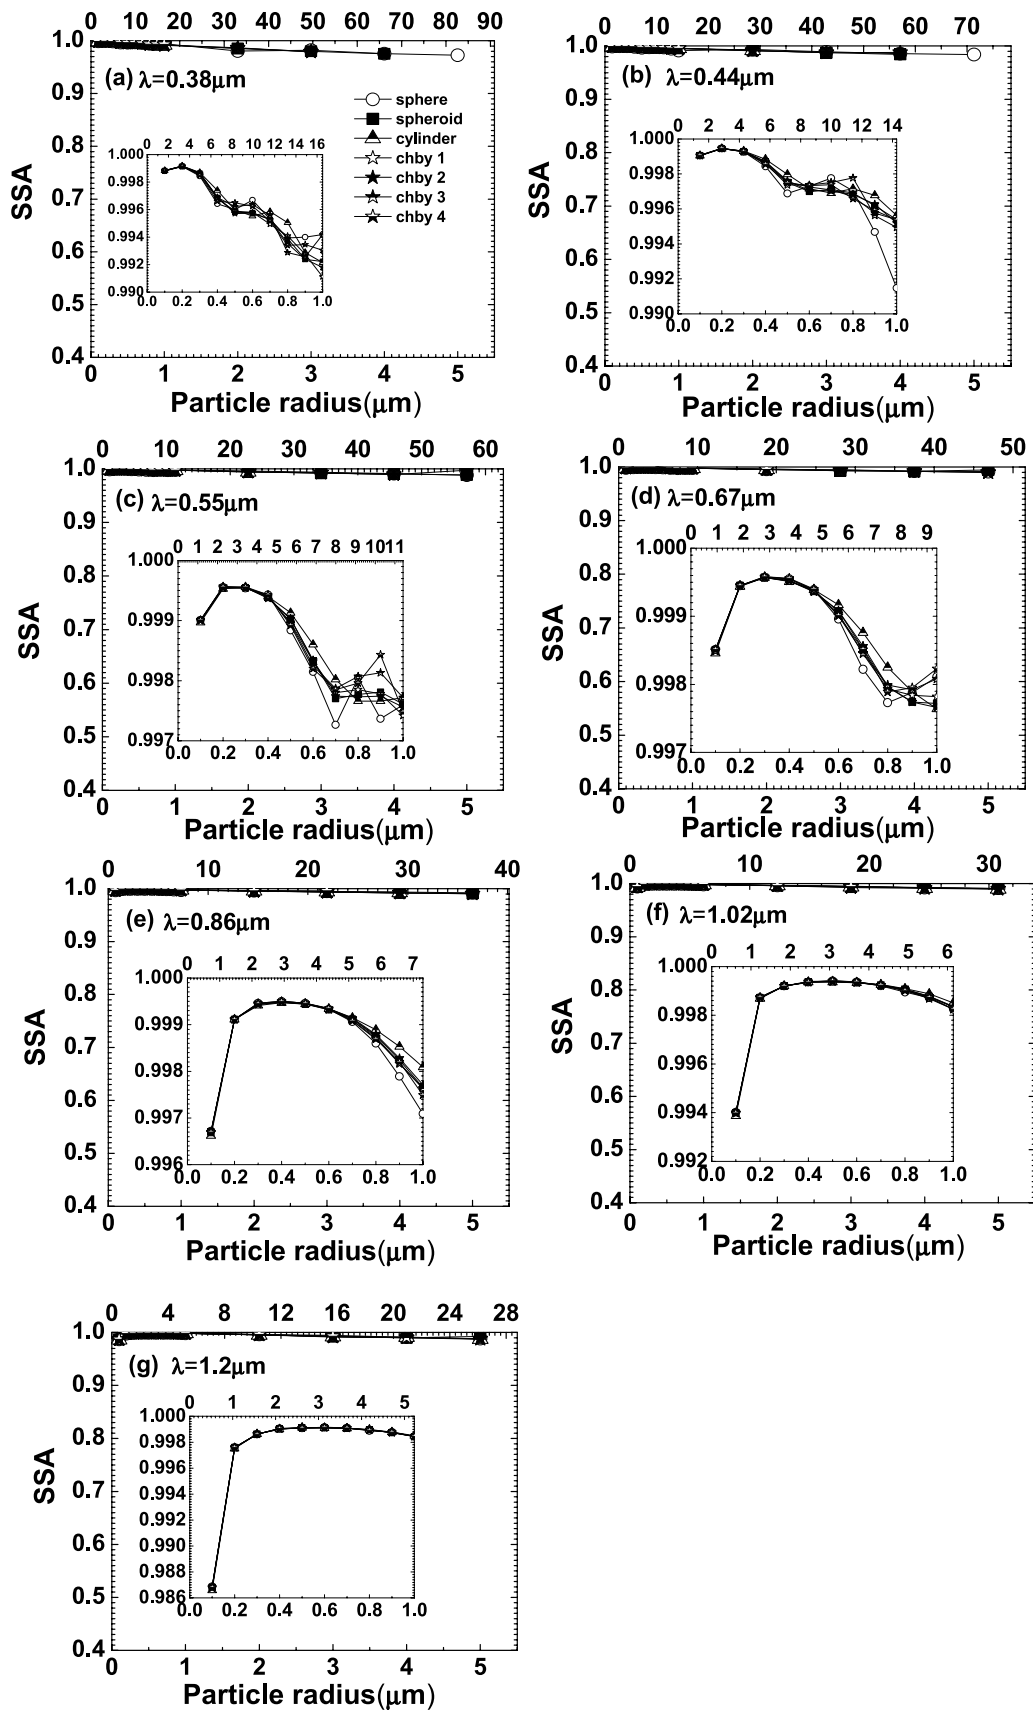 0 10 20 30 40 50 60 70 80 90
1.0
0.9
0.8
0.7
0.6
0.5
0.4
SSA
(a) λ=0.38μm
sphere
spheroid
cylinder
chby 1
chby 2
chby 3
chby 4
0 2 4 6 8 10 12 14 16
1.000
0.998
0.996
0.994
0.992
0.990
0.0 0.2 0.4 0.6 0.8 1.0
0 1 2 3 4 5
Particle radius(μm)
0 10 20 30 40 50 60 70
1.0
0.9
0.8
0.7
0.6
0.5
0.4
SSA
(b) λ=0.44μm
0 2 4 6 8 10 12 14
1.000
0.998
0.996
0.994
0.992
0.990
0.0 0.2 0.4 0.6 0.8 1.0
0 1 2 3 4 5
Particle radius(μm)
0 10 20 30 40 50 60
1.0
0.9
0.8
0.7
0.6
0.5
0.4
SSA
(c) λ=0.55μm
0 1 2 3 4 5 6 7 8 9 10 11
1.000
0.999
0.998
0.997
0.0 0.2 0.4 0.6 0.8 1.0
0 1 2 3 4 5
Particle radius(μm)
0 10 20 30 40 50
1.0
0.9
0.8
0.7
0.6
0.5
0.4
SSA
(d) λ=0.67μm
0 1 2 3 4 5 6 7 8 9
1.000
0.999
0.998
0.997
0.0 0.2 0.4 0.6 0.8 1.0
0 1 2 3 4 5
Particle radius(μm)
0 10 20 30 40
1.0
0.9
0.8
0.7
0.6
0.5
0.4
SSA
(e) λ=0.86μm
0 1 2 3 4 5 6 7
1.000
0.999
0.998
0.997
0.996
0.0 0.2 0.4 0.6 0.8 1.0
0 1 2 3 4 5
Particle radius(μm)
0 10 20 30
1.0
0.9
0.8
0.7
0.6
0.5
0.4
SSA
(f) λ=1.02μm
0 1 2 3 4 5 6
1.000
0.998
0.996
0.994
0.992
0.0 0.2 0.4 0.6 0.8 1.0
0 1 2 3 4 5
Particle radius(μm)
0 4 8 12 16 20 24 28
1.0
0.9
0.8
0.7
0.6
0.5
0.4
SSA
(g) λ=1.2μm
0 1 2 3 4 5
1.000
0.998
0.996
0.994
0.992
0.990
0.988
0.986
0.0 0.2 0.4 0.6 0.8 1.0
0 1 2 3 4 5
Particle radius(μm)